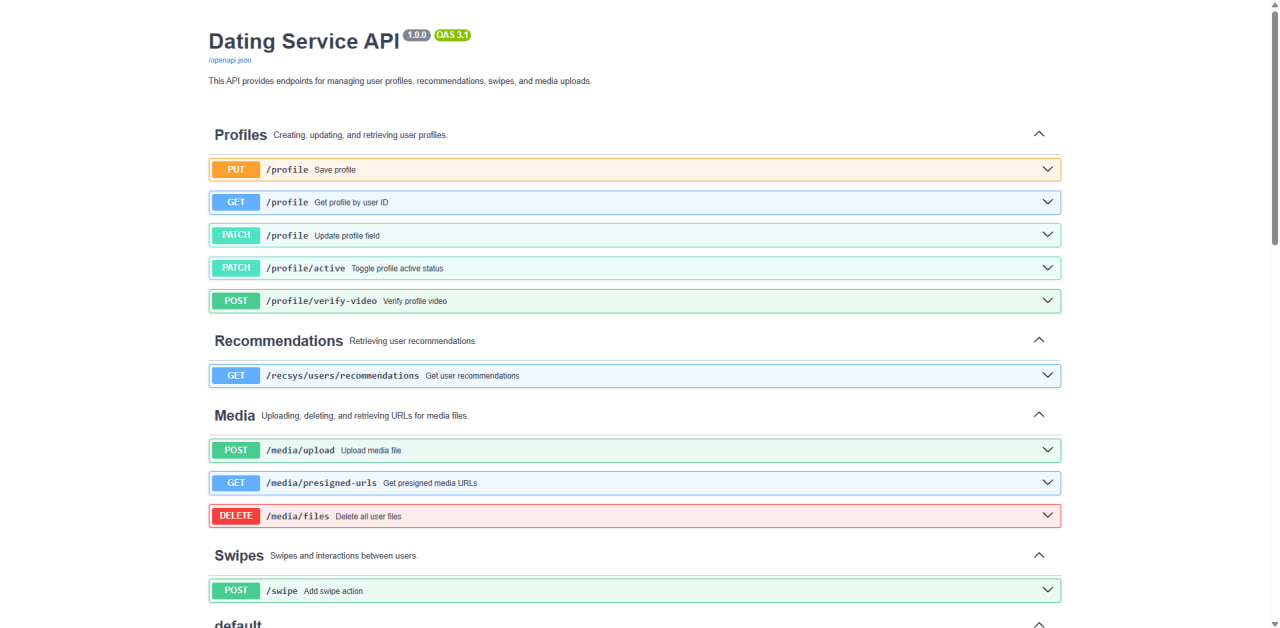 Dating Service API 1.0.0 OAS 3.1
/openapi.json
This API provides endpoints for managing user profiles, recommendations, swipes, and media uploads.
Profiles Creating, updating, and retrieving user profiles.
PUT /profile Save profile
GET /profile Get profile by user ID
PATCH /profile Update profile field
PATCH /profile/active Toggle profile active status
POST /profile/verify-video Verify profile video
Recommendations Retrieving user recommendations.
GET /recsys/users/recommendations Get user recommendations
Media Uploading, deleting, and retrieving URLs for media files.
POST /media/upload Upload media file
GET /media/presigned-urls Get presigned media URLs
DELETE /media/files Delete all user files
Swipes Swipes and interactions between users.
POST /swipe Add swipe action
default